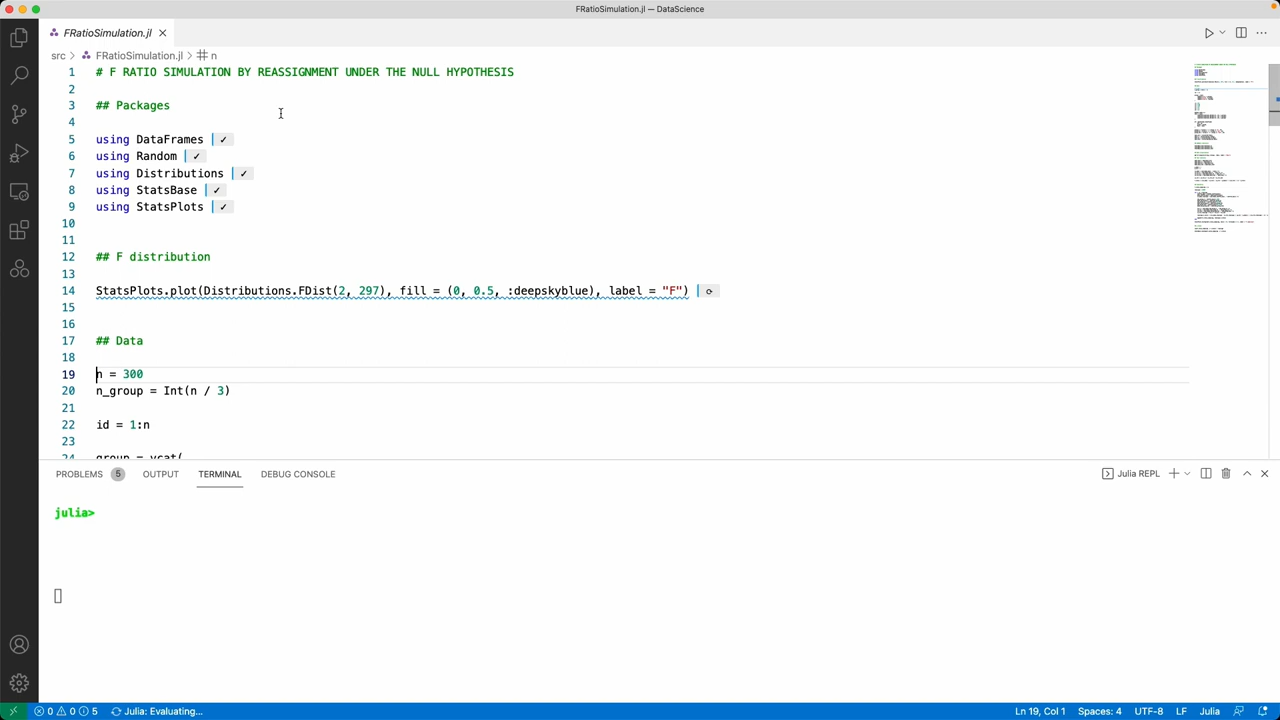 FRatioSimulation.jl — DataScience
FRatioSimulation.jl
src > FRatioSimulation.jl > n
1 # F RATIO SIMULATION BY REASSIGNMENT UNDER THE NULL HYPOTHESIS
2
3 ## Packages
4
5 using DataFrames ✓
6 using Random ✓
7 using Distributions ✓
8 using StatsBase ✓
9 using StatsPlots ✓
10
11
12 ## F distribution
13
14 StatsPlots.plot(Distributions.FDist(2, 297), fill = (0, 0.5, :deepskyblue), label = "F")
15
16
17 ## Data
18
19 n = 300
20 n_group = Int(n / 3)
21
22 id = 1:n
23
24 group = vcat(
PROBLEMS 5 OUTPUT TERMINAL DEBUG CONSOLE Julia REPL
julia>
0 0 5 Julia: Evaluating... Ln 19, Col 1 Spaces: 4 UTF-8 LF Julia